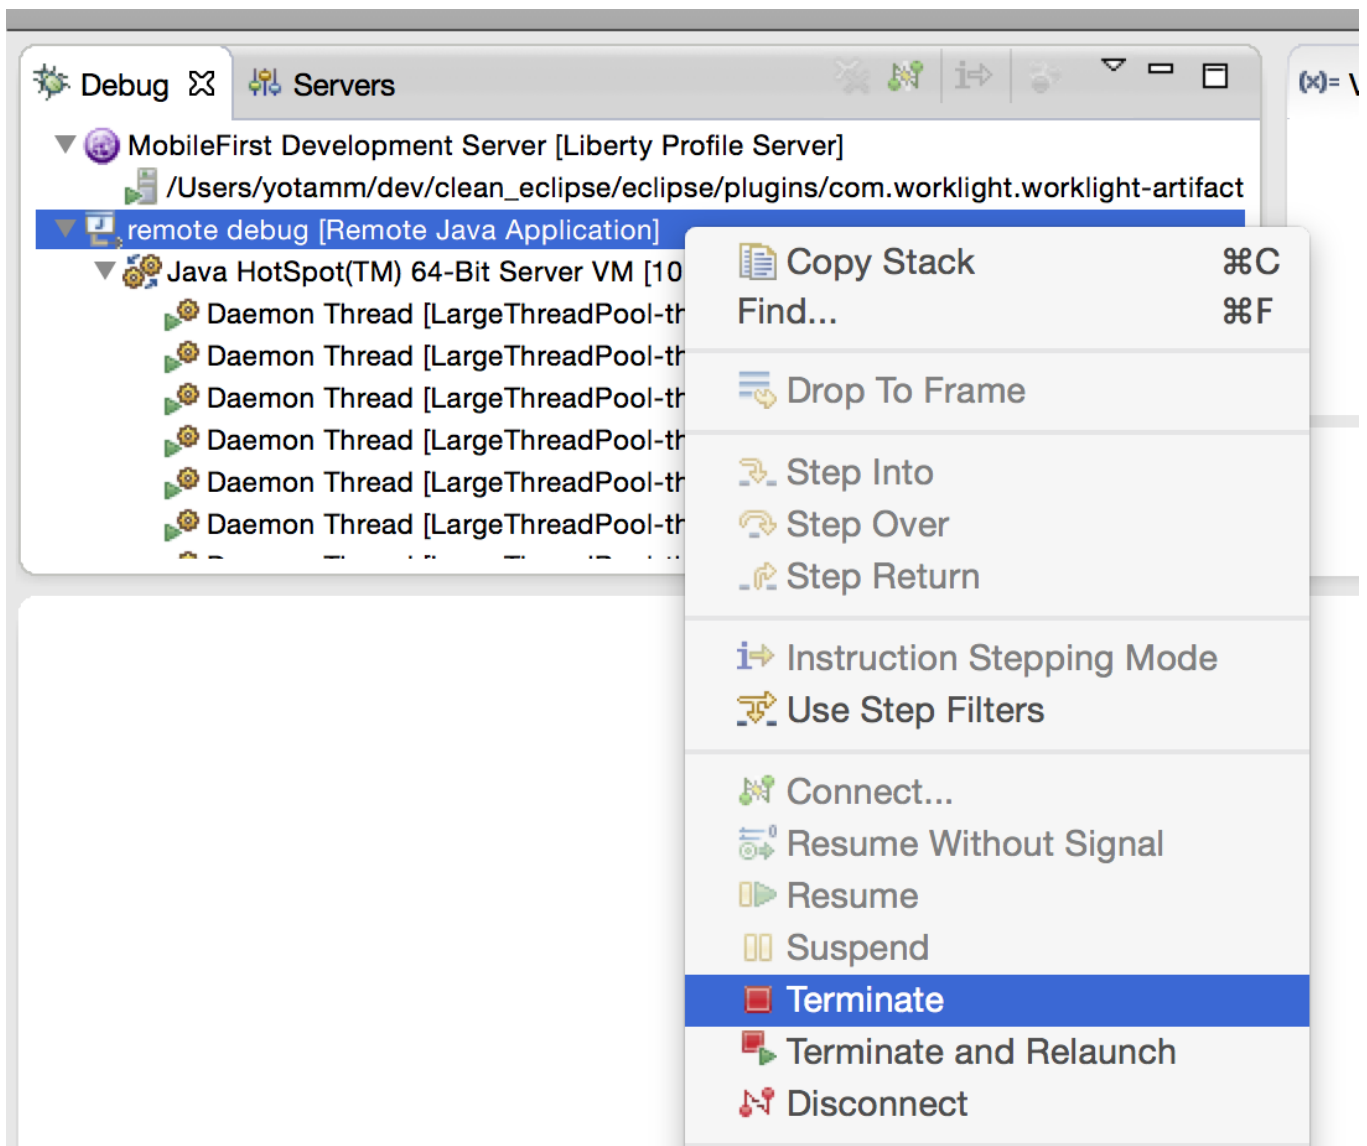 Debug Servers
(x)=
MobileFirst Development Server [Liberty Profile Server]
/Users/yotamm/dev/clean_eclipse/eclipse/plugins/com.worklight.worklight-artifact
remote debug [Remote Java Application]
Java HotSpot(TM) 64-Bit Server VM [10
Daemon Thread [LargeThreadPool-th
Daemon Thread [LargeThreadPool-th
Daemon Thread [LargeThreadPool-th
Daemon Thread [LargeThreadPool-th
Daemon Thread [LargeThreadPool-th
Daemon Thread [LargeThreadPool-th
Copy Stack ⌘C
Find... ⌘F
Drop To Frame
Step Into
Step Over
Step Return
Instruction Stepping Mode
Use Step Filters
Connect...
Resume Without Signal
Resume
Suspend
Terminate
Terminate and Relaunch
Disconnect